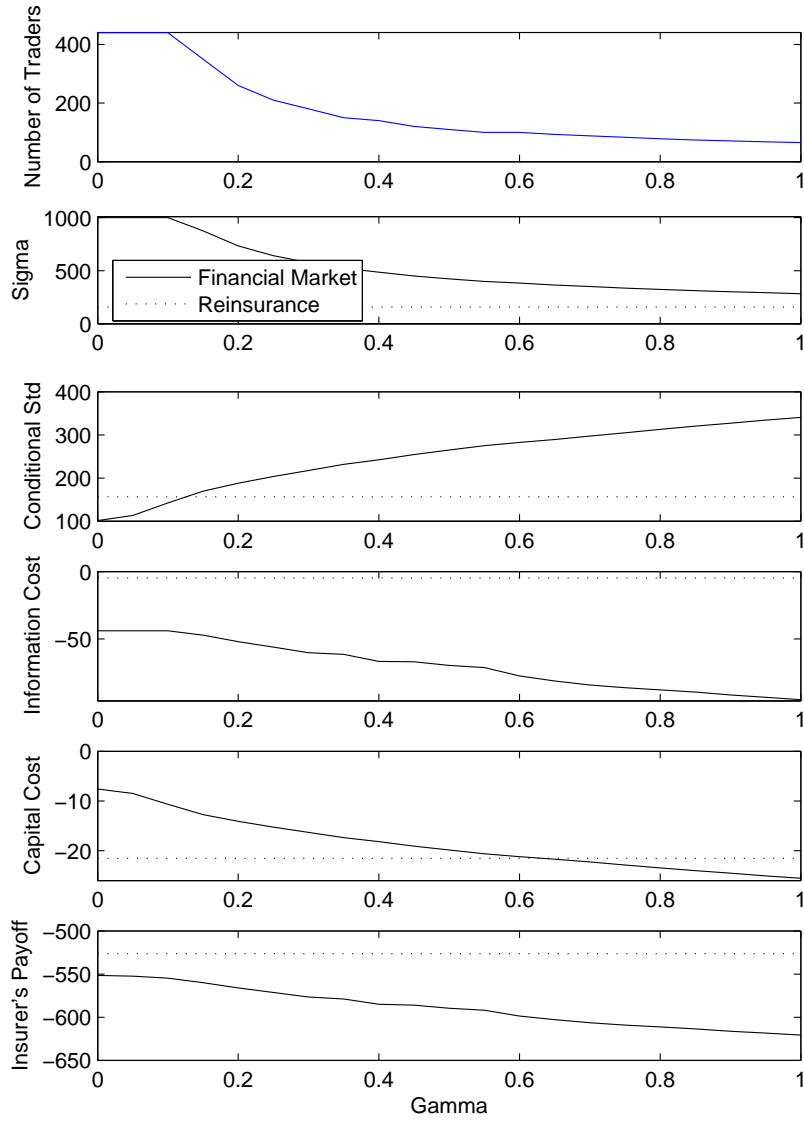 Number of Traders
400
200
0
0 0.2 0.4 0.6 0.8 1
Sigma
1000
500
0
Financial Market
Reinsurance
0 0.2 0.4 0.6 0.8 1
Conditional Std
400
300
200
100
0 0.2 0.4 0.6 0.8 1
Information Cost
0
−50
0 0.2 0.4 0.6 0.8 1
Capital Cost
0
−10
−20
0 0.2 0.4 0.6 0.8 1
Insurer's Payoff
−500
−550
−600
−650
0 0.2 0.4 0.6 0.8 1
Gamma